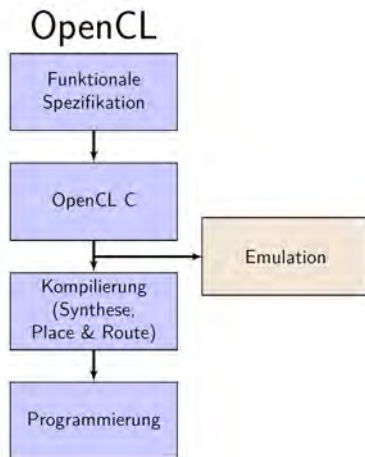 OpenCL
Funktionale
Spezifikation
OpenCL C
Emulation
Kompilierung
(Synthese,
Place & Route)
Programmierung